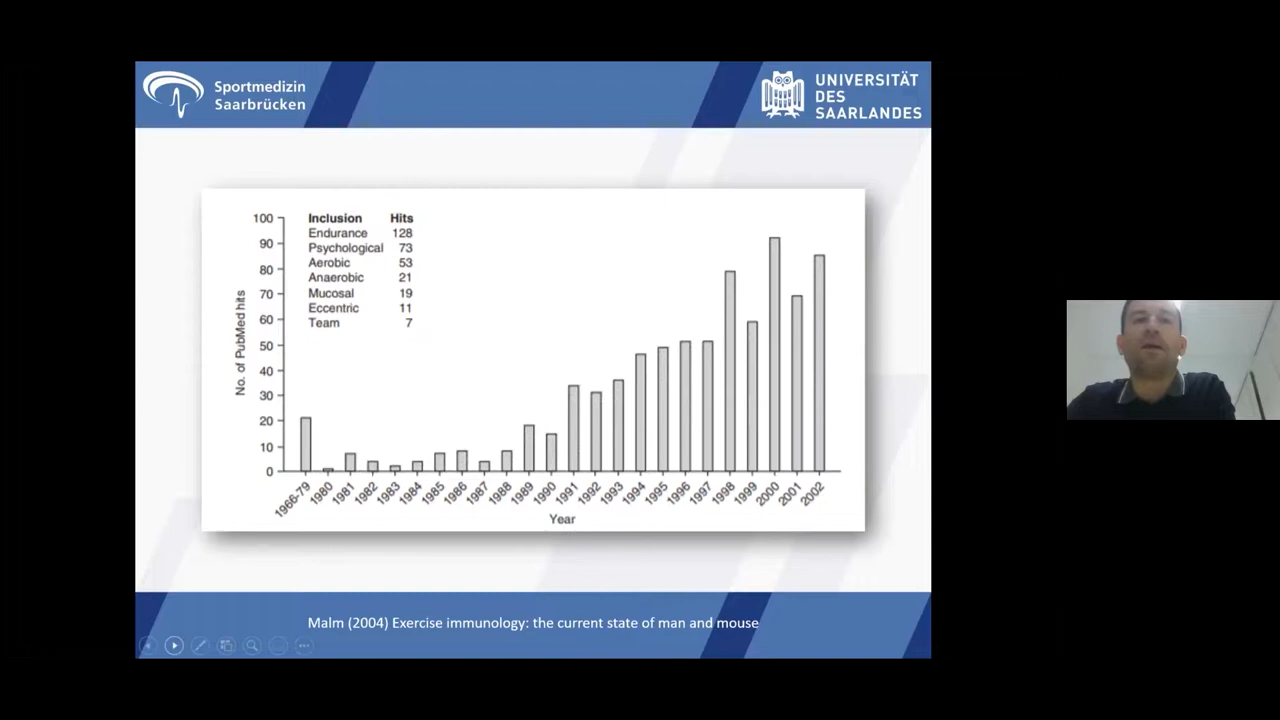 Sportmedizin
Saarbrücken
UNIVERSITÄT
DES
SAARLANDES
Inclusion Hits
Endurance 128
Psychological 73
Aerobic 53
Anaerobic 21
Mucosal 19
Eccentric 11
Team 7
No. of PubMed hits
100
90
80
70
60
50
40
30
20
10
0
1966-79 1980 1981 1982 1983 1984 1985 1986 1987 1988 1989 1990 1991 1992 1993 1994 1995 1996 1997 1998 1999 2000 2001 2002
Year
Malm (2004) Exercise immunology: the current state of man and mouse